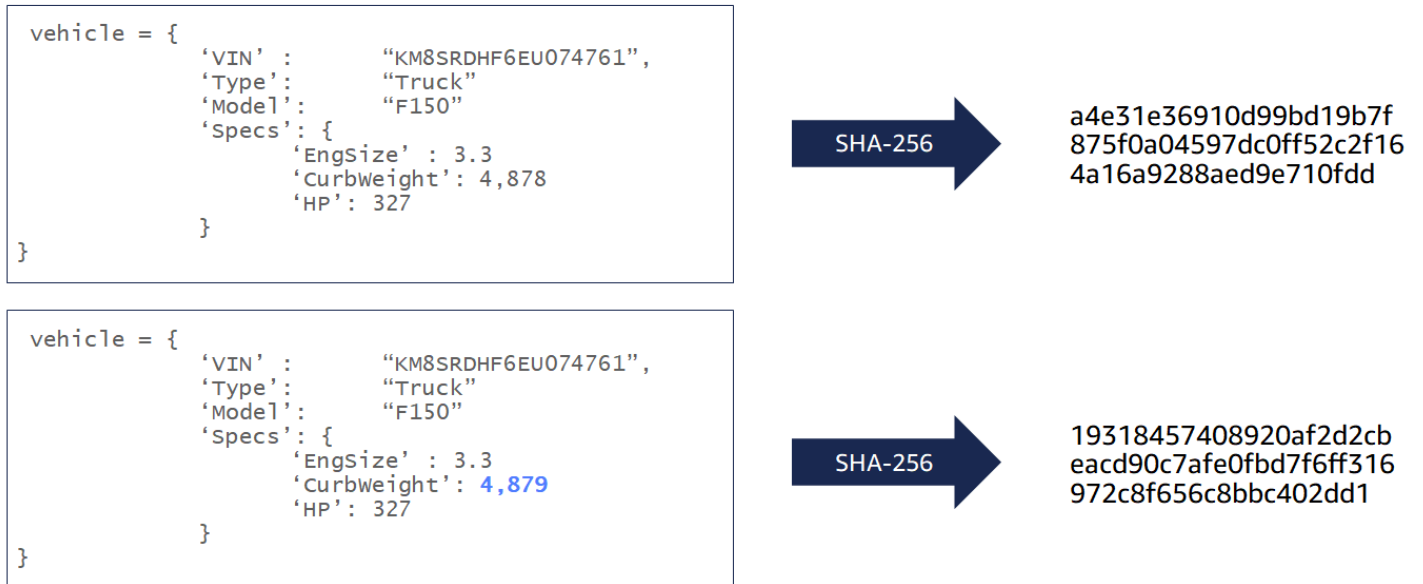 vehicle = {
‘VIN’ : “KM8SRDHF6EU074761”,
‘Type’: “Truck”
‘Model’: “F150”
‘Specs’: {
‘EngSize’ : 3.3
‘CurbWeight’: 4,878
‘HP’: 327
}
}
SHA-256
a4e31e36910d99bd19b7f
875f0a04597dc0ff52c2f16
4a16a9288aed9e710fdd
vehicle = {
‘VIN’ : “KM8SRDHF6EU074761”,
‘Type’: “Truck”
‘Model’: “F150”
‘Specs’: {
‘EngSize’ : 3.3
‘CurbWeight’: 4,879
‘HP’: 327
}
}
SHA-256
19318457408920af2d2cb
eacd90c7afe0fbd7f6ff316
972c8f656c8bbc402dd1